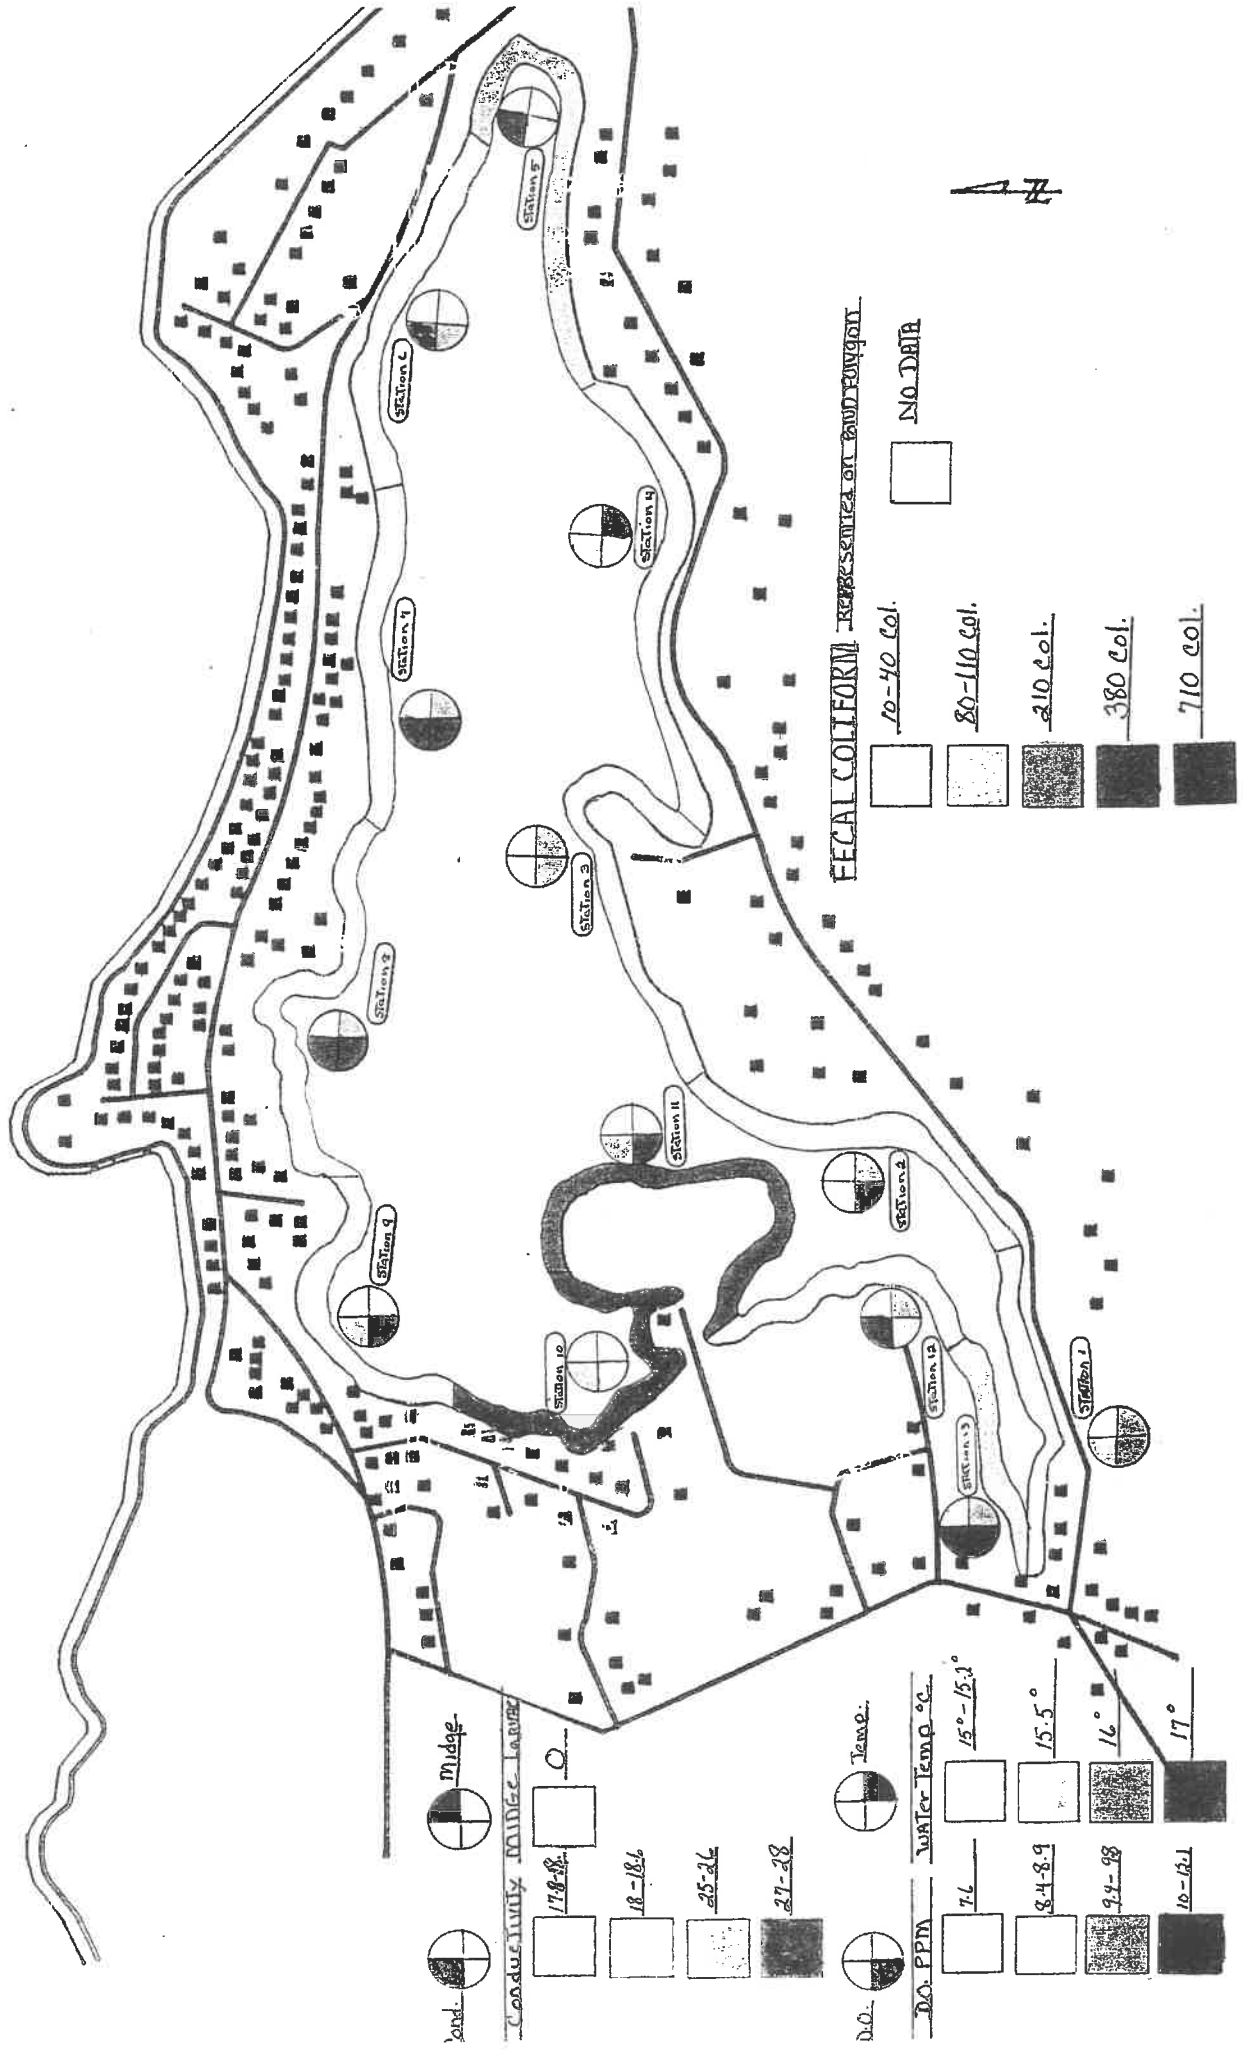 Station 1
Station 2
Station 3
Station 4
Station 5
Station 6
Station 7
Station 8
Station 9
Station 10
Station 11
Station 12
Station 13
N
FECAL COLIFORM Represented on Pond Polygon
10-40 Col.
80-110 Col.
210 Col.
380 Col.
710 Col.
NO DATA
Cond.
Midge
Conductivity
MIDGE Larvae
17.8-18.
18-18.6
25-26
27-28
0
D.O.
Temp.
D.O. PPM
WATer Temp °C
7.6
8.4-8.9
9.4-9.8
10-12.1
15°-15.2°
15.5°
16°
17°